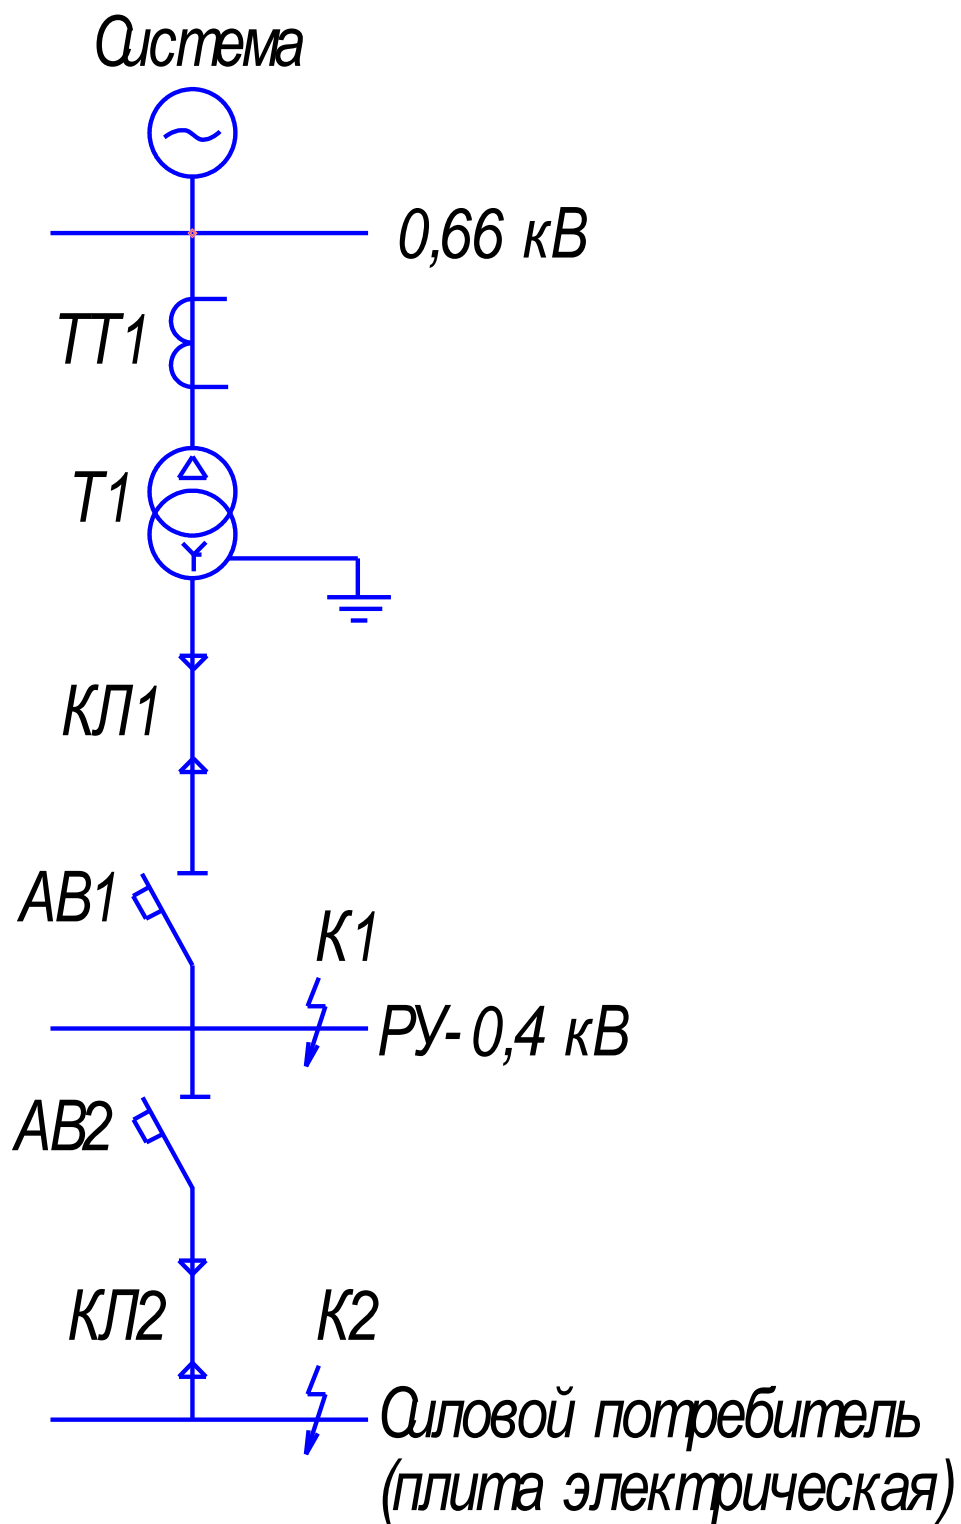 Система
0,66 кВ
ТТ1
Т1
КЛ1
АВ1
К1
РУ- 0,4 кВ
АВ2
КЛ2
К2
Силовой потребитель
(плита электрическая)